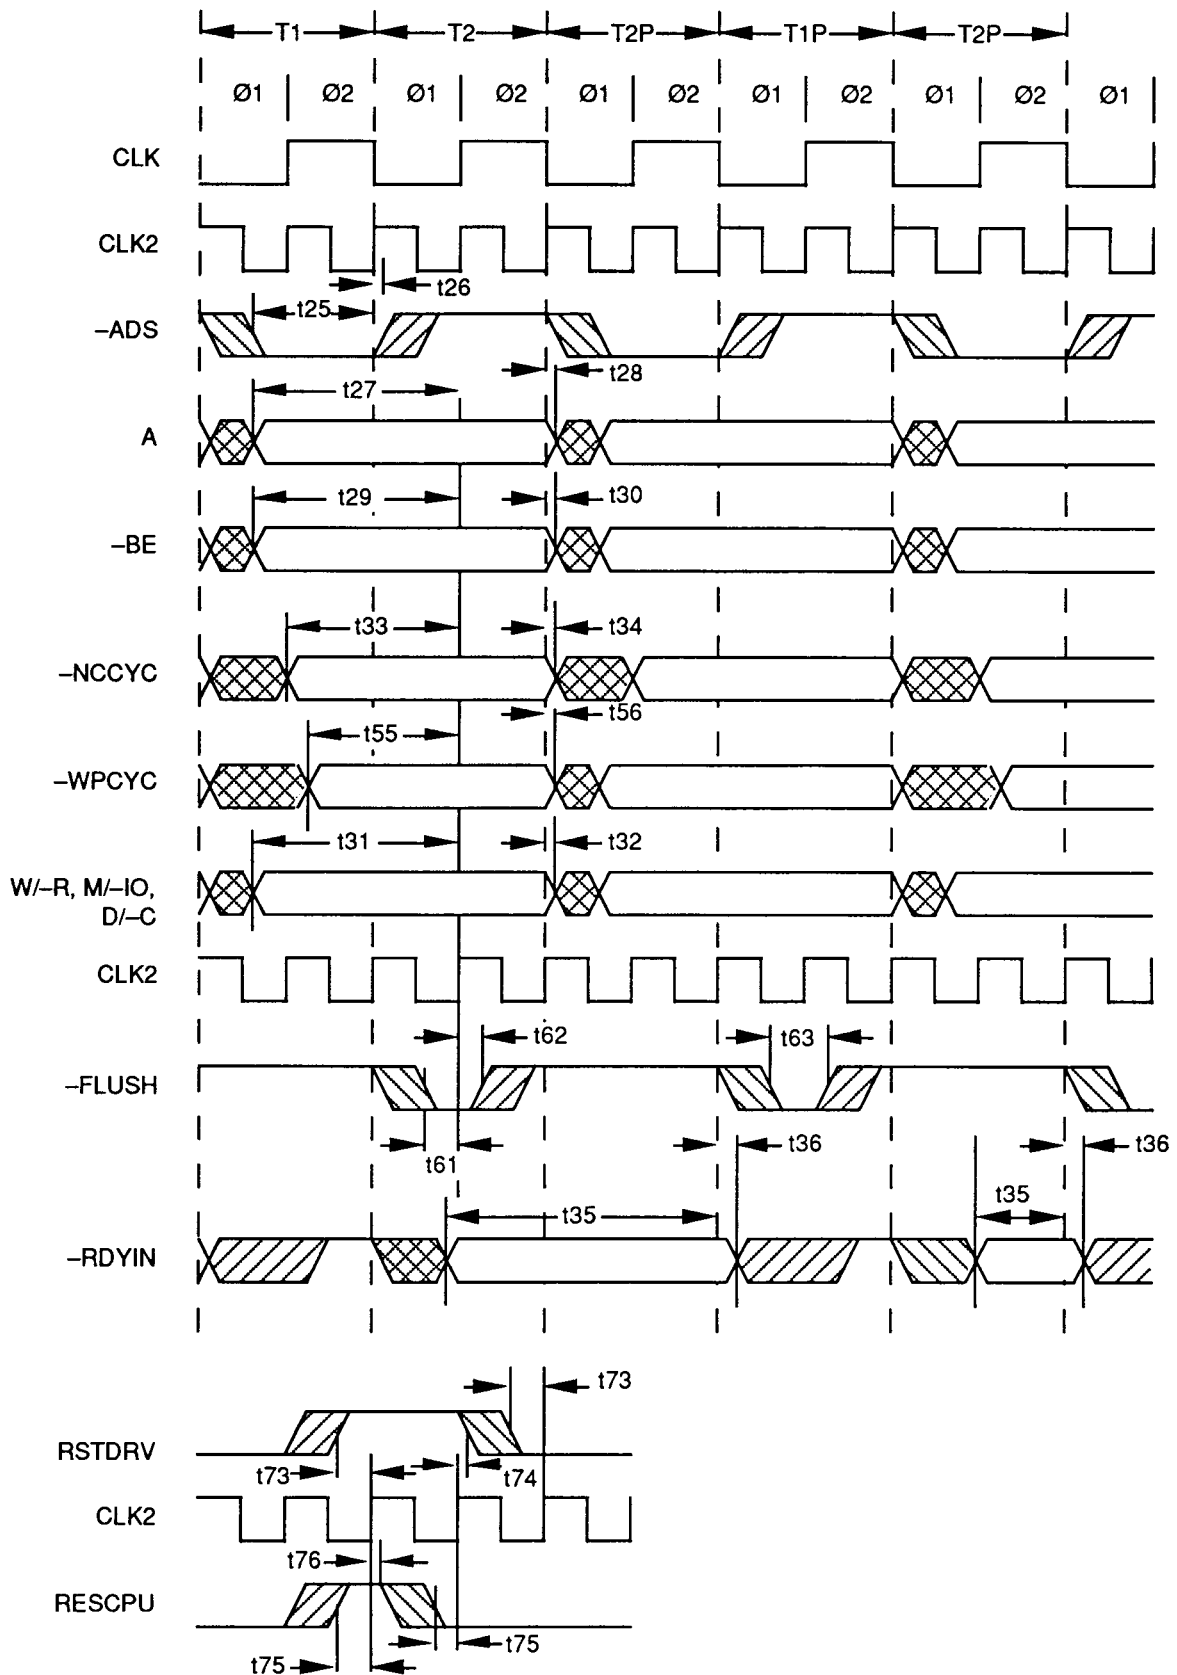 T1 T2 T2P T1P T2P
Ø1 Ø2 Ø1 Ø2 Ø1 Ø2 Ø1 Ø2 Ø1 Ø2 Ø1
CLK
CLK2
t26
t25
–ADS
t28
t27
A
t29 t30
–BE
t33 t34
–NCCYC
t56
t55
–WPCYC
t31 t32
W/–R, M/–IO,
D/–C
CLK2
t62 t63
–FLUSH
t61 t36 t36
t35 t35
–RDYIN
t73
RSTDRV
t73 t74
CLK2
t76
RESCPU
t75
t75